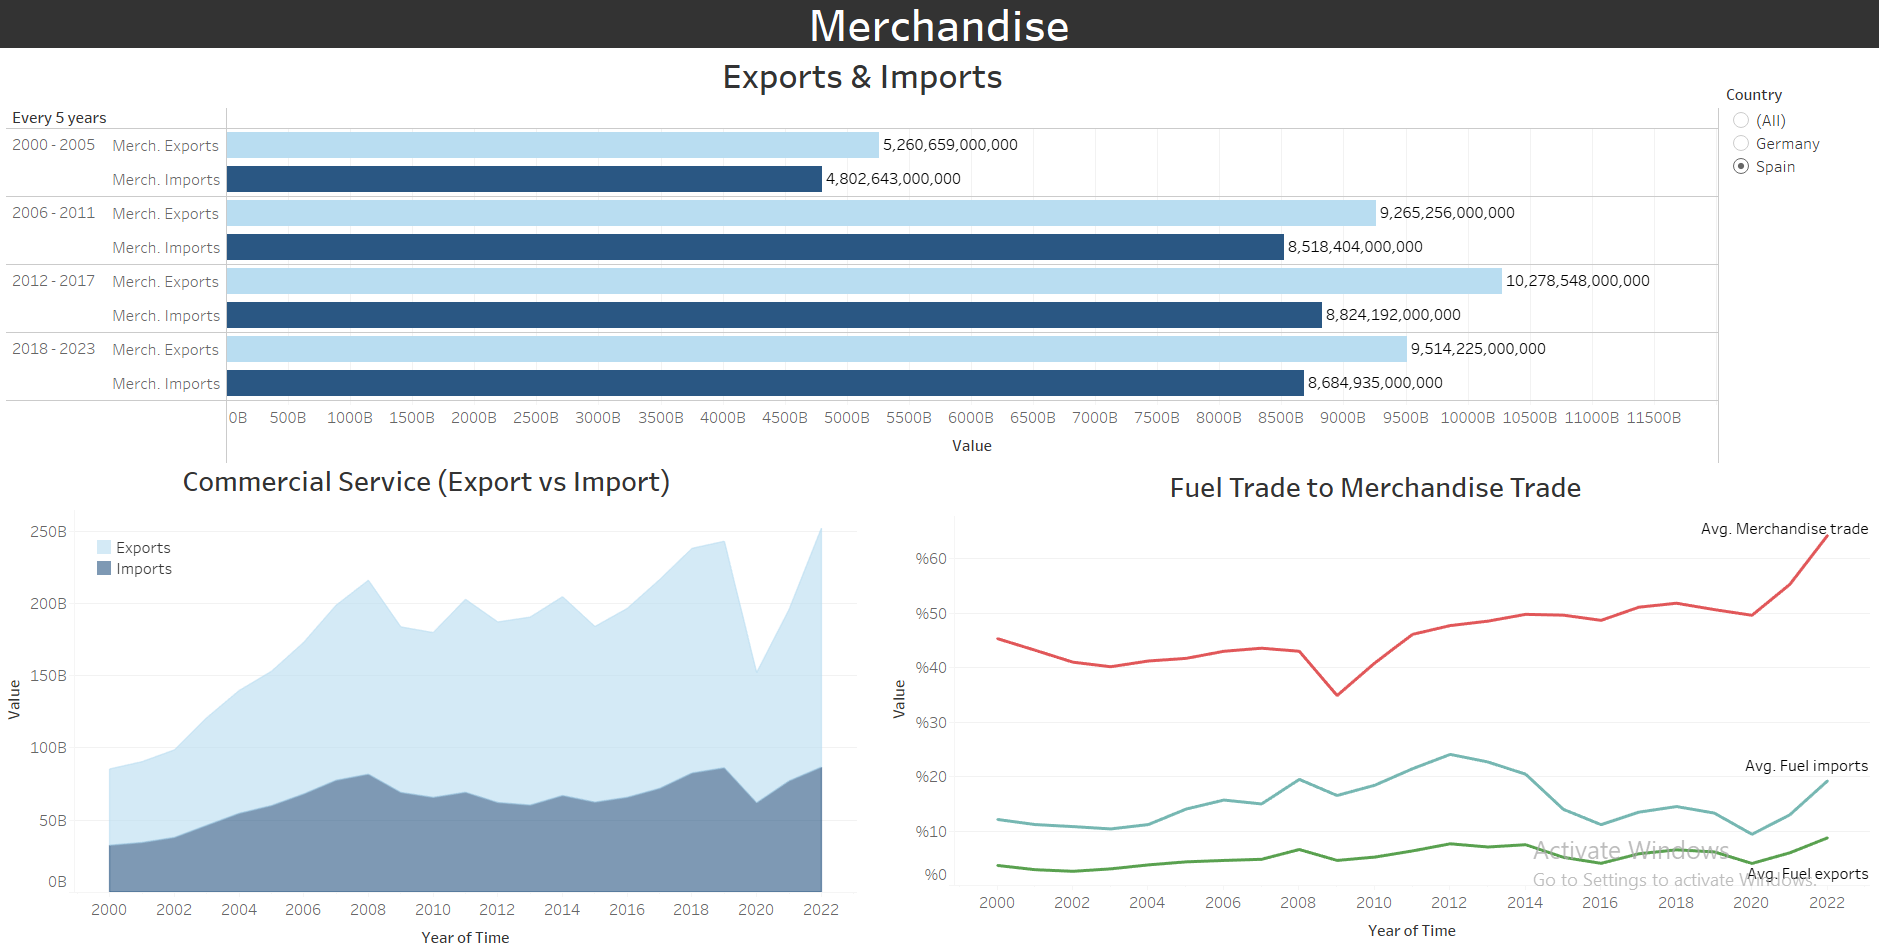 Merchandise
Exports & Imports
Country
(All)
Germany
Spain
Every 5 years
2000 - 2005 Merch. Exports 5,260,659,000,000
Merch. Imports 4,802,643,000,000
2006 - 2011 Merch. Exports 9,265,256,000,000
Merch. Imports 8,518,404,000,000
2012 - 2017 Merch. Exports 10,278,548,000,000
Merch. Imports 8,824,192,000,000
2018 - 2023 Merch. Exports 9,514,225,000,000
Merch. Imports 8,684,935,000,000
0B 500B 1000B 1500B 2000B 2500B 3000B 3500B 4000B 4500B 5000B 5500B 6000B 6500B 7000B 7500B 8000B 8500B 9000B 9500B 10000B 10500B 11000B 11500B
Value
Commercial Service (Export vs Import)
Exports
Imports
250B
200B
150B
100B
50B
0B
Value
2000 2002 2004 2006 2008 2010 2012 2014 2016 2018 2020 2022
Year of Time
Fuel Trade to Merchandise Trade
Avg. Merchandise trade
%60
%50
%40
%30
%20
%10
%0
Value
Avg. Fuel imports
Avg. Fuel exports
2000 2002 2004 2006 2008 2010 2012 2014 2016 2018 2020 2022
Year of Time
Activate Windows
Go to Settings to activate Windows.